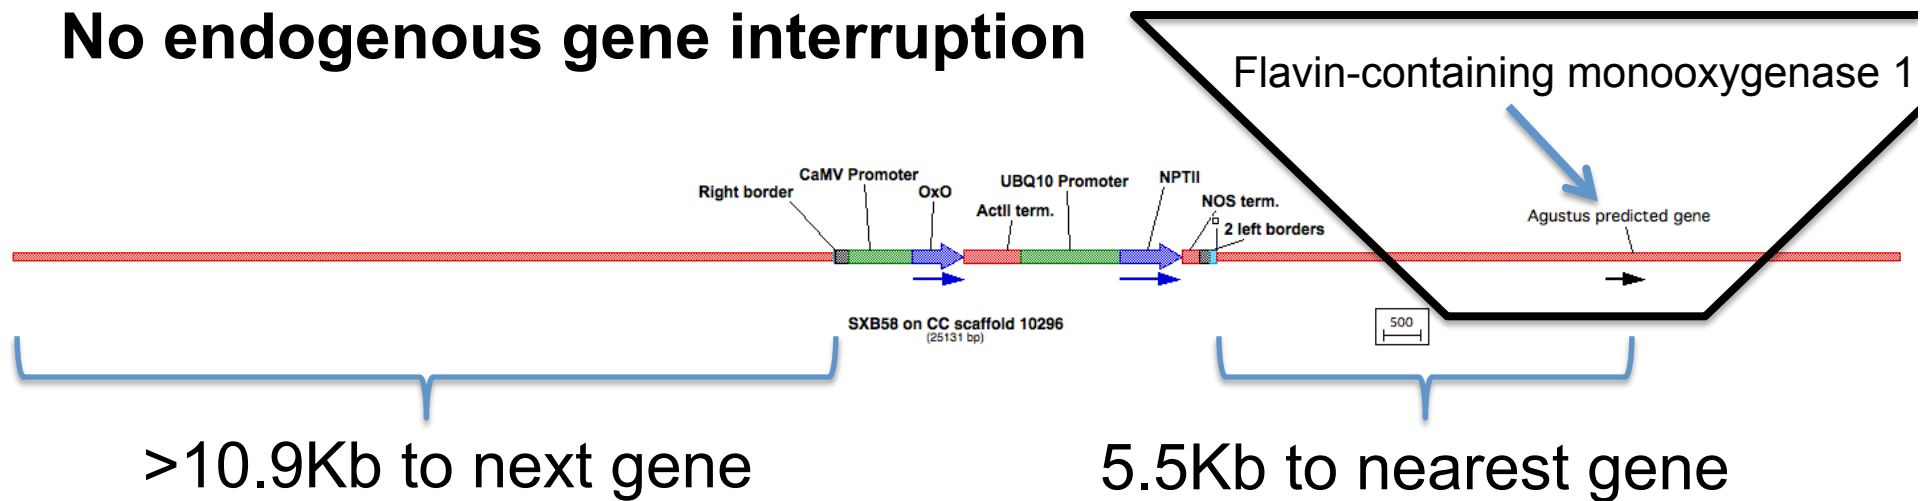 No endogenous gene interruption
Flavin-containing monooxygenase 1
CaMV Promoter
Right border
OxO
UBQ10 Promoter
NPTII
ActII term.
NOS term.
2 left borders
Agustus predicted gene
SXB58 on CC scaffold 10296
(25131 bp)
500
>10.9Kb to next gene
5.5Kb to nearest gene